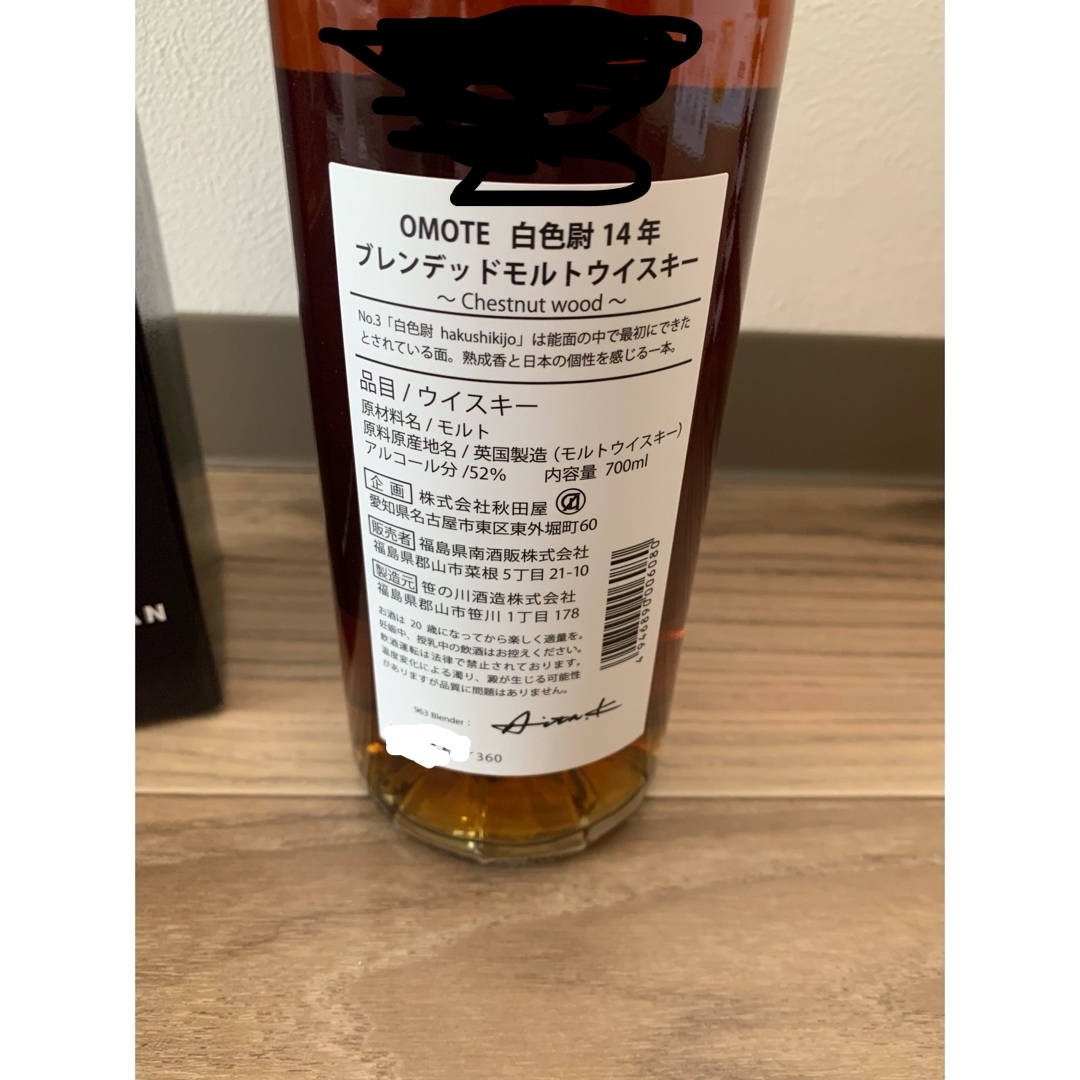 OMOTE 白色尉 14年
ブレンデッドモルトウイスキー
～ Chestnut wood ～
No.3「白色尉 hakushikijo」は能面の中で最初にできた
とされている面。熟成香と日本の個性を感じる一本。
品目 / ウイスキー
原材料名 / モルト
原料原産地名 / 英国製造（モルトウイスキー）
アルコール分 /52% 内容量 700ml
企画 株式会社秋田屋
愛知県名古屋市東区東外堀町60
販売者 福島県南酒販株式会社
福島県郡山市菜根5丁目21-10
製造元 笹の川酒造株式会社
福島県郡山市笹川1丁目178
お酒は20歳になってから楽しく適量を。
妊娠中、授乳中の飲酒はお控えください。
飲酒運転は法律で禁止されております。
温度変化による濁り、澱が生じる可能性
がありますが品質に問題はありません。
4946890006080
963 Blender :
360
AN